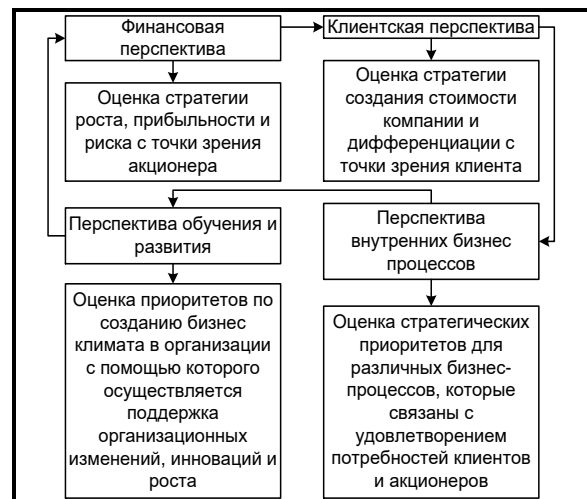 Финансовая
перспектива
Клиентская перспектива
Оценка стратегии
роста, прибыльности и
риска с точки зрения
акционера
Оценка стратегии
создания стоимости
компании и
дифференциации с
точки зрения клиента
Перспектива обучения и
развития
Перспектива
внутренних бизнес
процессов
Оценка приоритетов по
созданию бизнес
климата в организации
с помощью которого
осуществляется
поддержка
организационных
изменений, инноваций и
роста
Оценка стратегических
приоритетов для
различных бизнес-
процессов, которые
связаны с
удовлетворением
потребностей клиентов
и акционеров